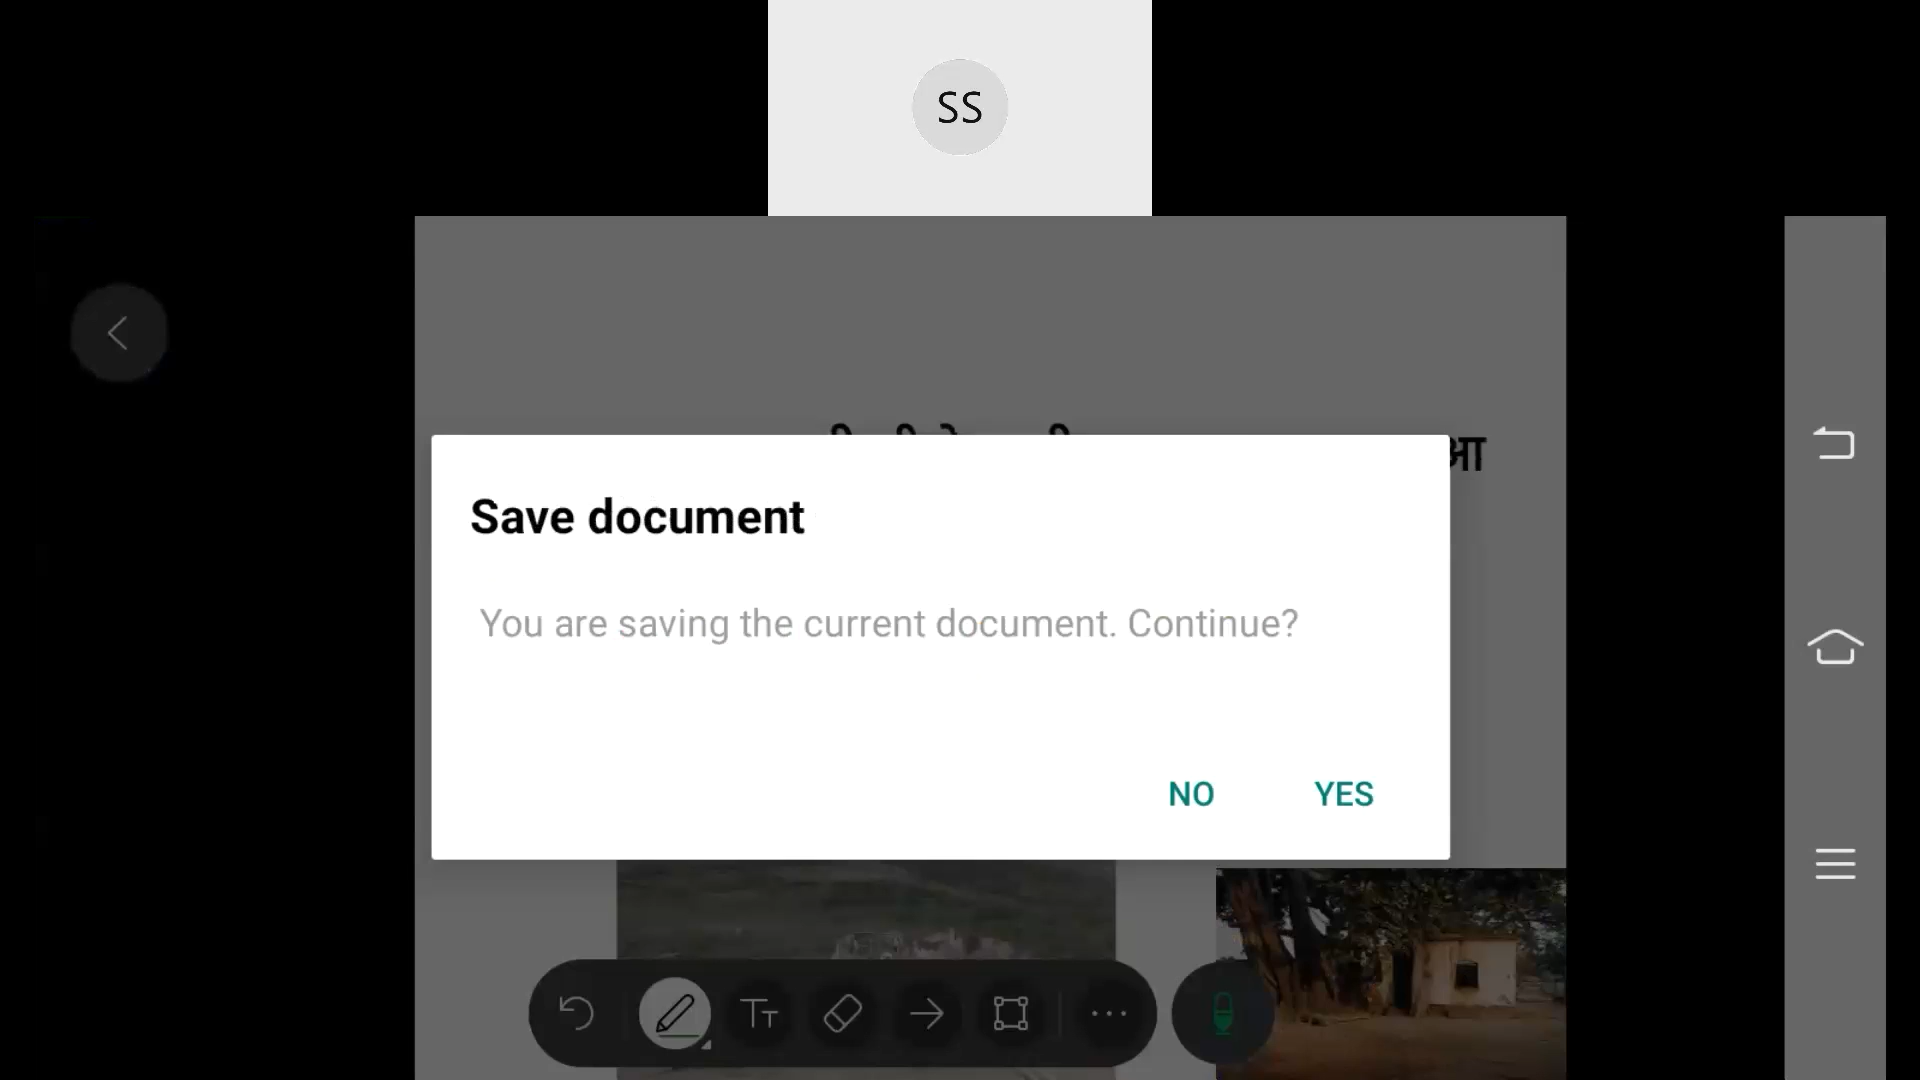 SS
आ
Save document
You are saving the current document. Continue?
NO YES